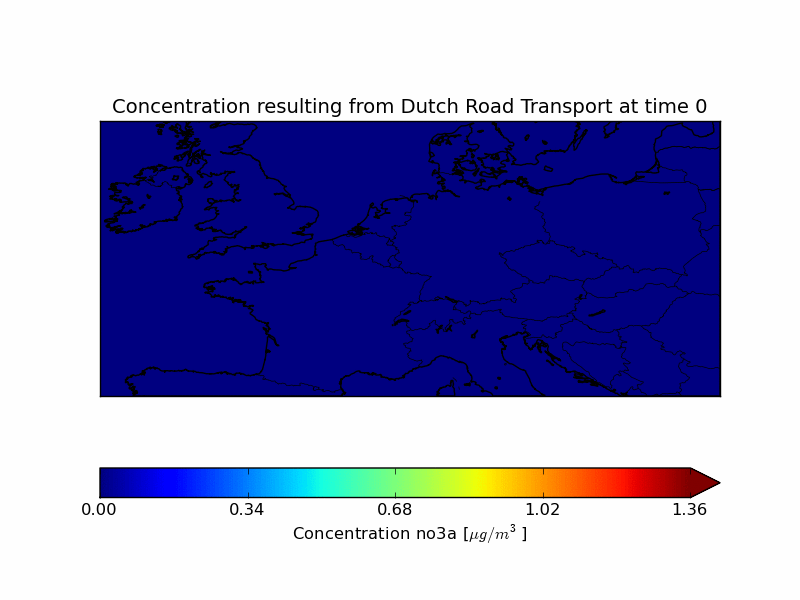 Concentration resulting from Dutch Road Transport at time 0
0.00 0.34 0.68 1.02 1.36
Concentration no3a [μg/m³ ]